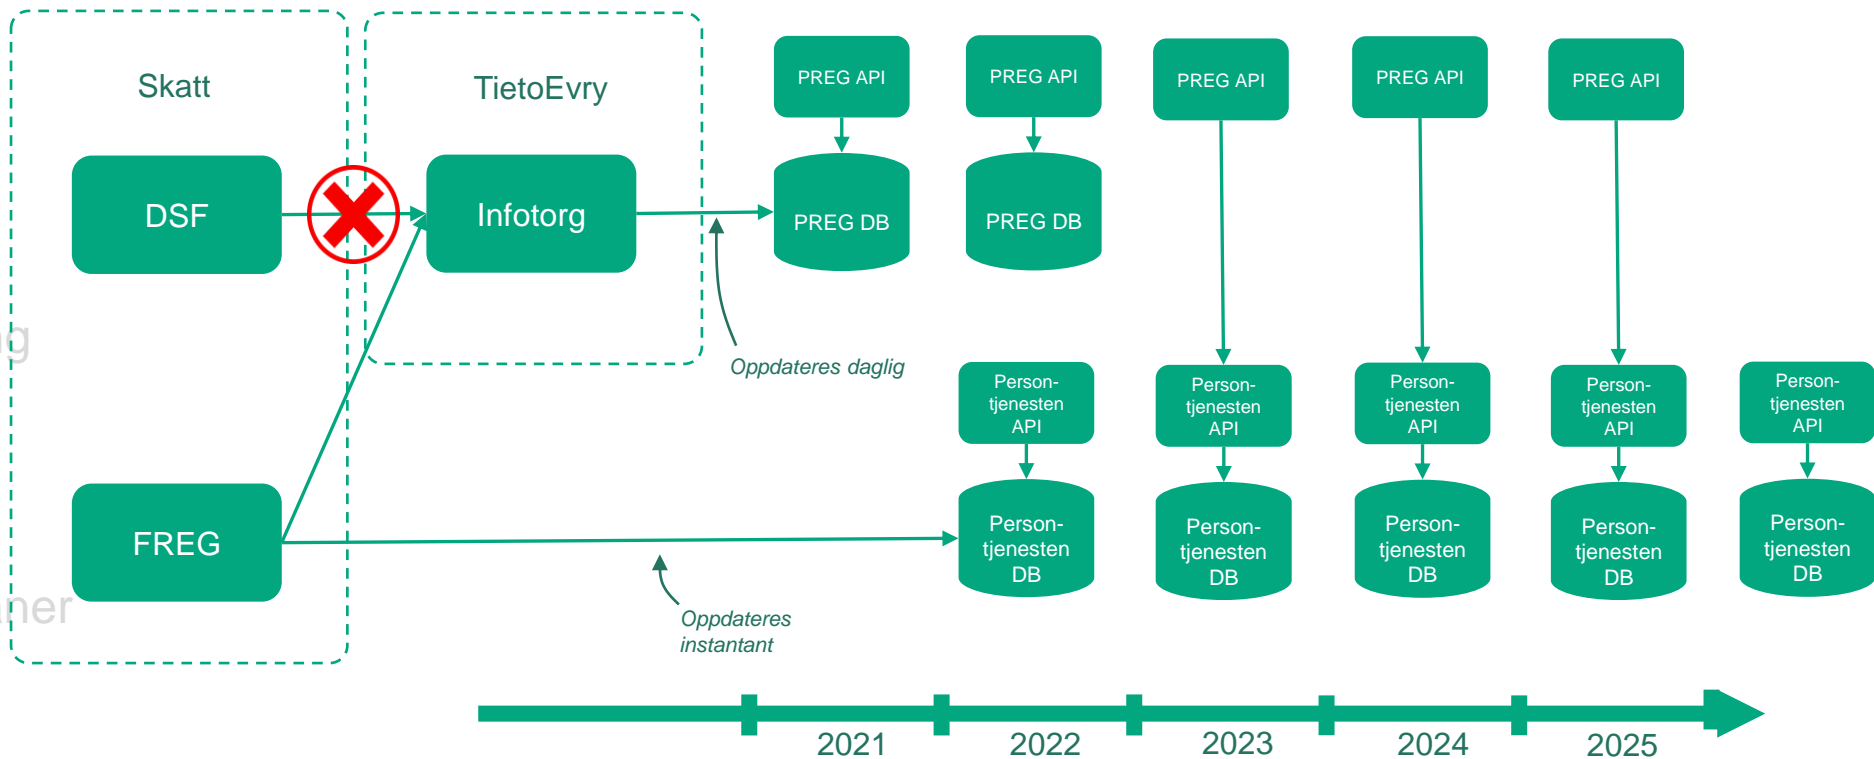 Skatt
TietoEvry
PREG API
PREG API
PREG API
PREG API
PREG API
DSF
Infotorg
PREG DB
PREG DB
Oppdateres daglig
Person-
tjenesten
API
Person-
tjenesten
API
Person-
tjenesten
API
Person-
tjenesten
API
Person-
tjenesten
API
FREG
Person-
tjenesten
DB
Person-
tjenesten
DB
Person-
tjenesten
DB
Person-
tjenesten
DB
Person-
tjenesten
DB
Oppdateres
instantant
2021
2022
2023
2024
2025